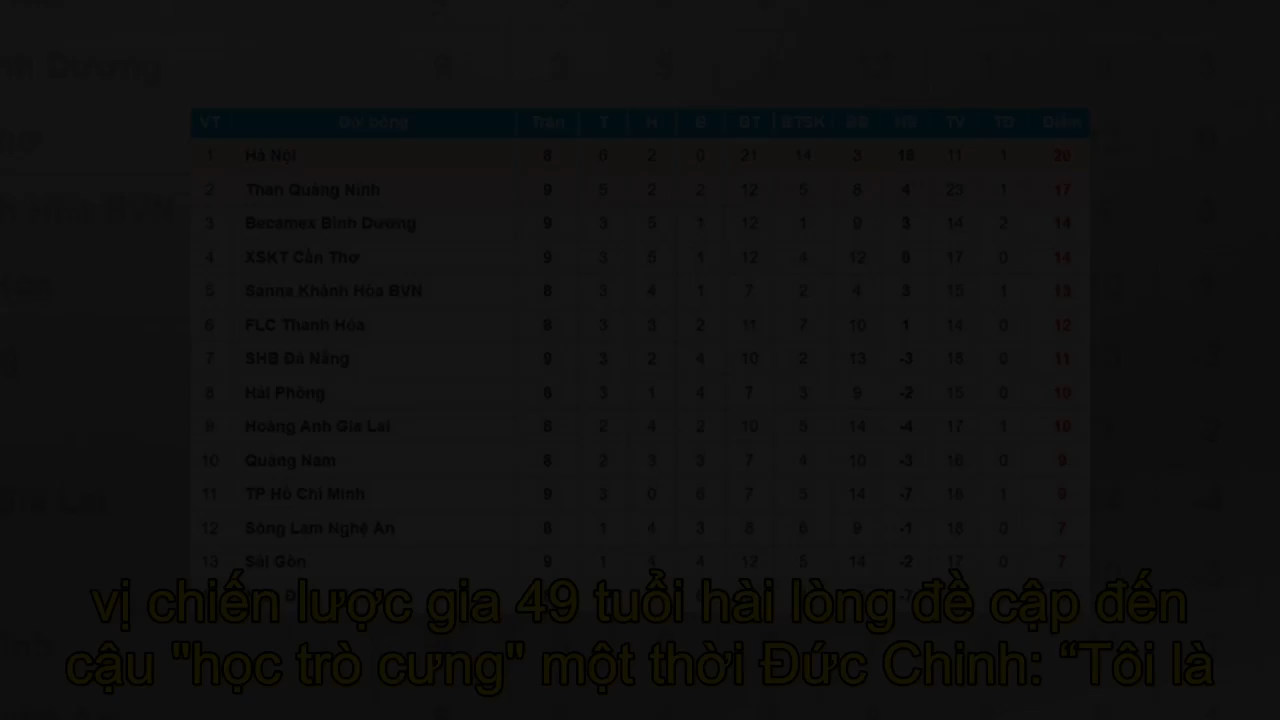 VT Đội bóng Trận T H B BT BTSK BB HS TV TĐ Điểm
1 Hà Nội 8 6 2 0 21 14 3 18 11 1 20
2 Than Quảng Ninh 9 5 2 2 12 5 8 4 23 1 17
3 Becamex Bình Dương 9 3 5 1 12 1 9 3 14 2 14
4 XSKT Cần Thơ 9 3 5 1 12 4 12 0 17 0 14
5 Sanna Khánh Hòa BVN 8 3 4 1 7 2 4 3 15 1 13
6 FLC Thanh Hóa 8 3 3 2 11 7 10 1 14 0 12
7 SHB Đà Nẵng 9 3 2 4 10 2 13 -3 18 0 11
8 Hải Phòng 8 3 1 4 7 3 9 -2 15 0 10
9 Hoàng Anh Gia Lai 8 2 4 2 10 5 14 -4 17 1 10
10 Quảng Nam 8 2 3 3 7 4 10 -3 16 0 9
11 TP Hồ Chí Minh 9 3 0 6 7 5 14 -7 18 1 9
12 Sông Lam Nghệ An 8 1 4 3 8 6 9 -1 18 0 7
13 Sài Gòn 9 1 4 4 12 5 14 -2 17 0 7
vị chiến lược gia 49 tuổi hài lòng đề cập đến
cậu "học trò cưng" một thời Đức Chinh: “Tôi là